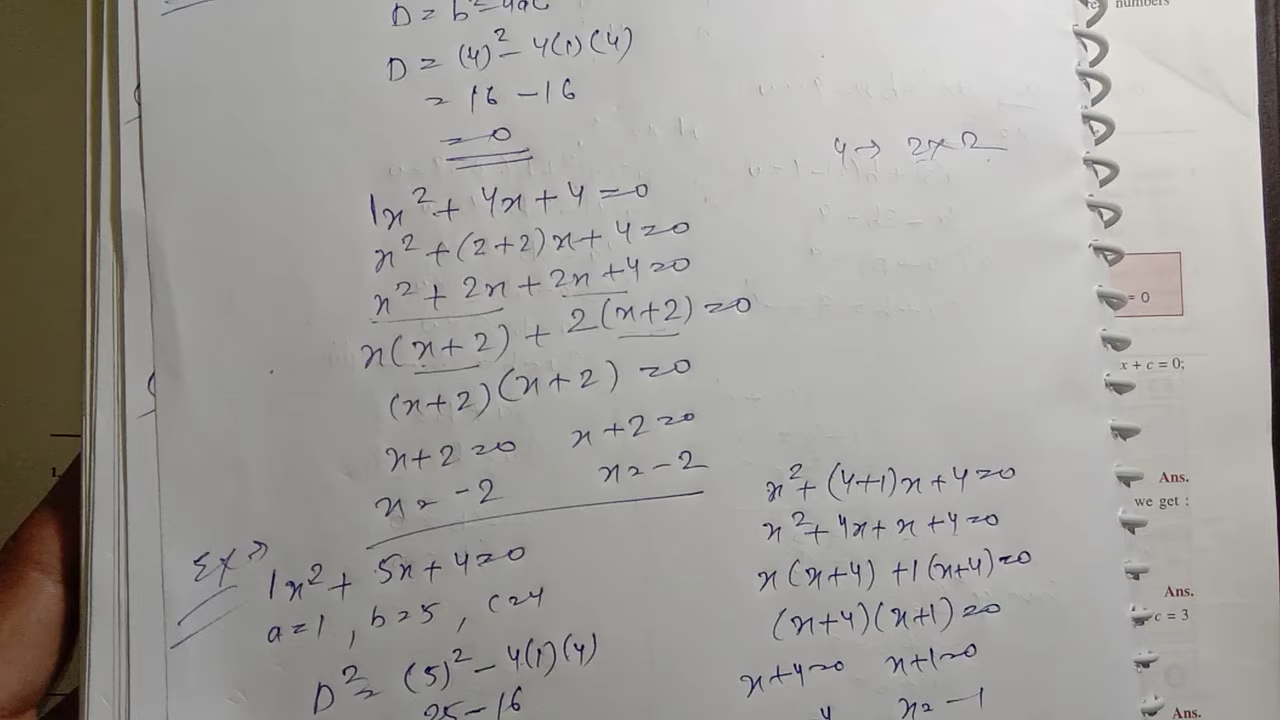 D = b²-4ac
D = (4)² - 4(1)(4)
= 16 - 16
= 0
4 → 2×2
1x² + 4x + 4 = 0
x² + (2+2)x + 4 = 0
x² + 2x + 2x + 4 = 0
x(x+2) + 2(x+2) = 0
(x+2)(x+2) = 0
x+2=0 x+2=0
x = -2 x = -2
Ex→
1x² + 5x + 4 = 0
a=1, b=5, c=4
D² = (5)² - 4(1)(4)
25-16
x² + (4+1)x + 4 = 0
x² + 4x + x + 4 = 0
x(x+4) + 1(x+4) = 0
(x+4)(x+1) = 0
x+4=0 x+1=0
x = -1
numbers
= 0
x + c = 0;
Ans.
we get :
Ans.
c = 3
Ans.
1.